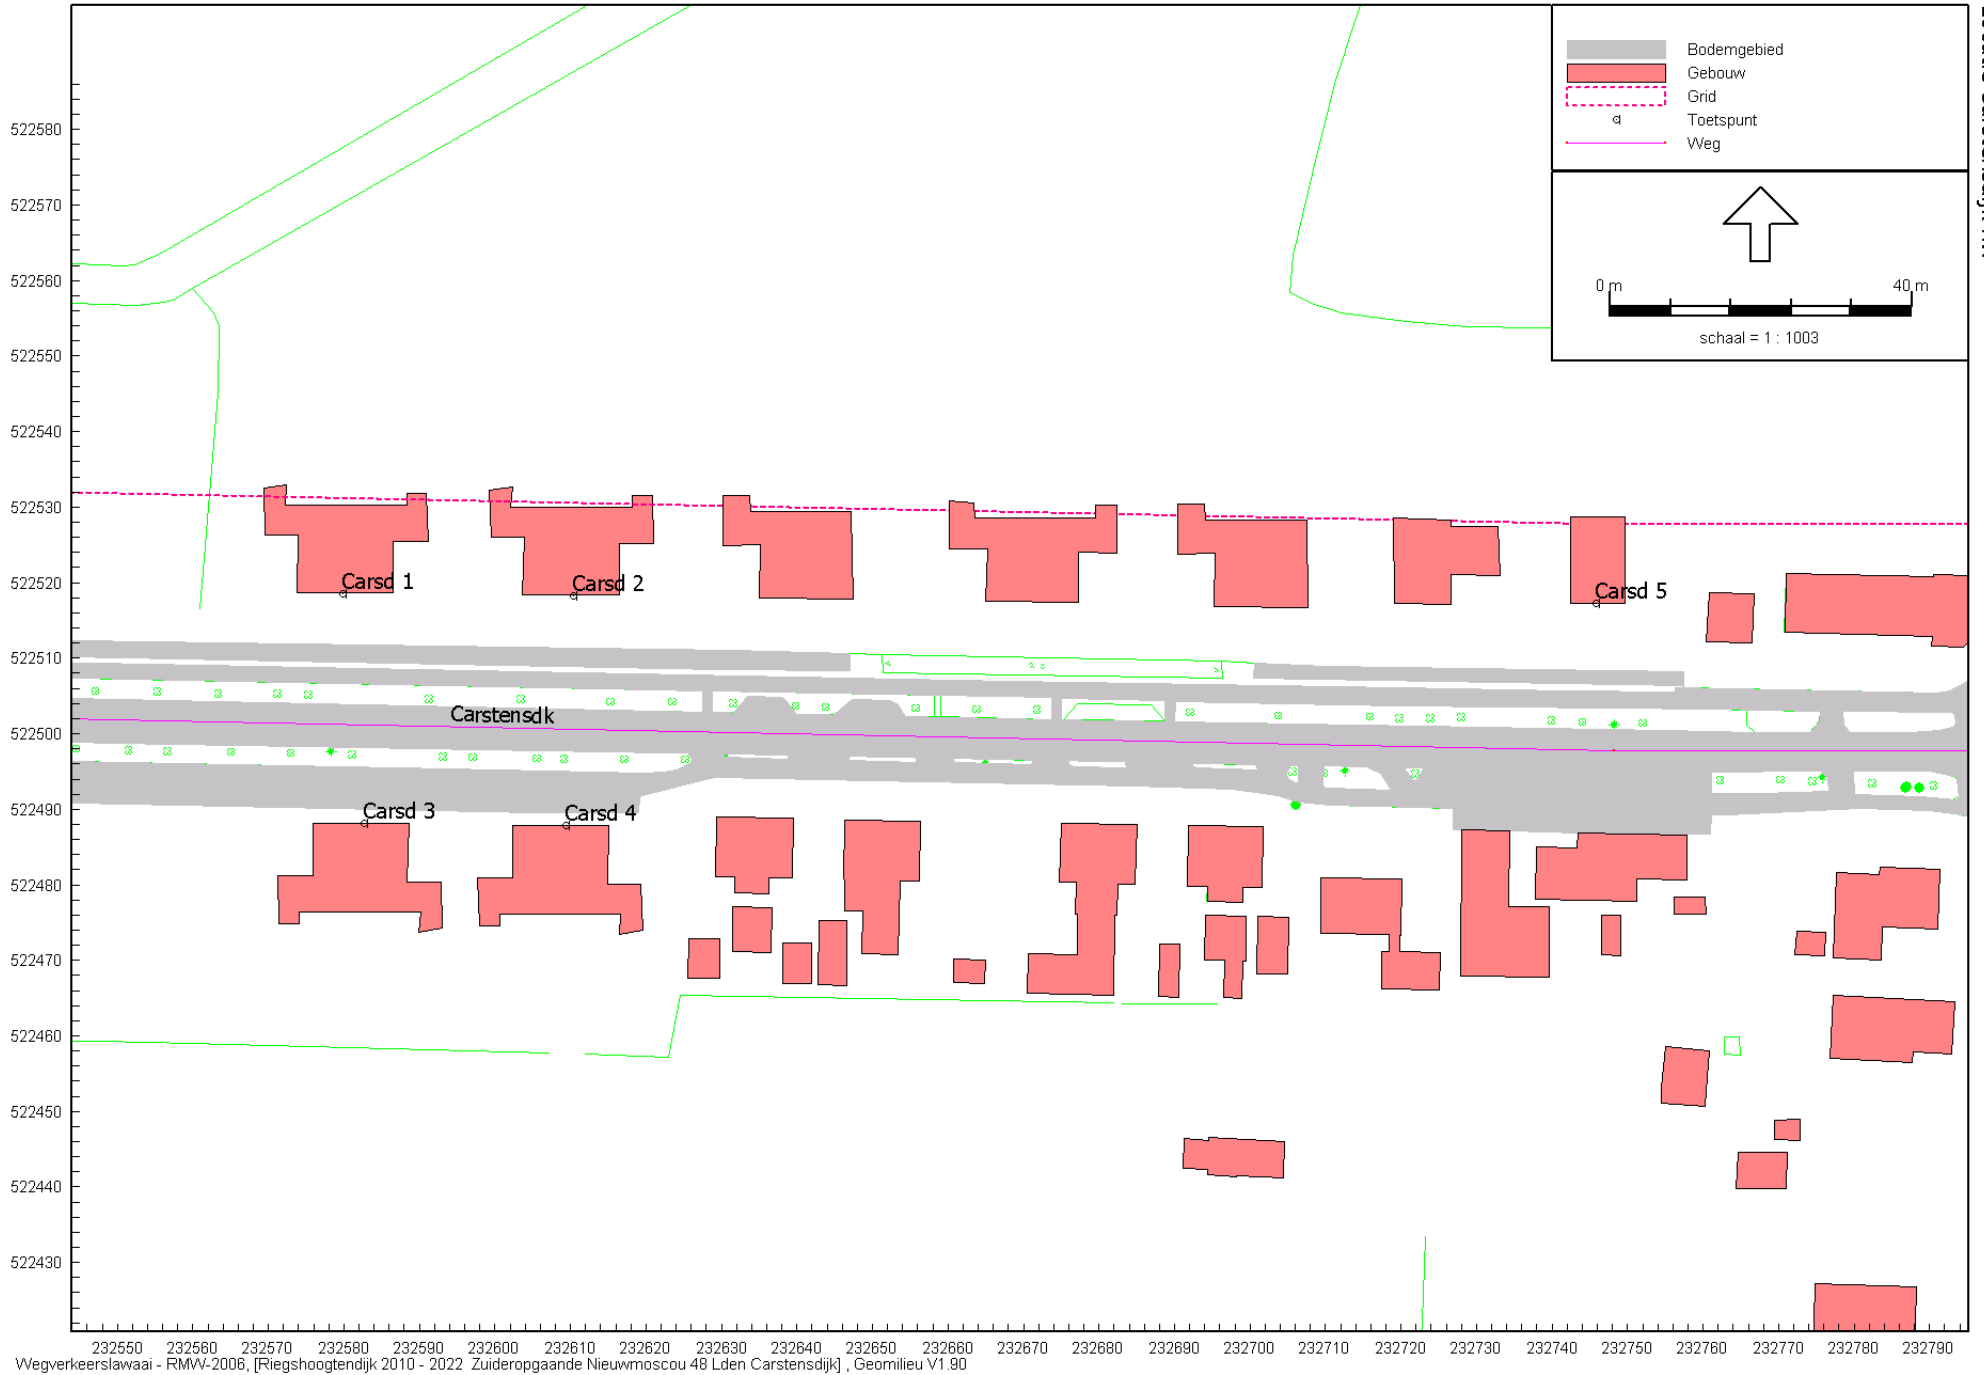 Bodemgebied
Gebouw
Grid
Toetspunt
Weg
0 m 40 m
schaal = 1 : 1003
522580
522570
522560
522550
522540
522530
522520
522510
522500
522490
522480
522470
522460
522450
522440
522430
Carsd 1
Carsd 2
Carsd 5
Carstensdk
Carsd 3
Carsd 4
232550 232560 232570 232580 232590 232600 232610 232620 232630 232640 232650 232660 232670 232680 232690 232700 232710 232720 232730 232740 232750 232760 232770 232780 232790
Wegverkeerslawaai - RMW-2006, [Riegshoogtendijk 2010 - 2022 Zuideropgaande Nieuwmoscou 48 Lden Carstensdijk] , Geomilieu V1.90